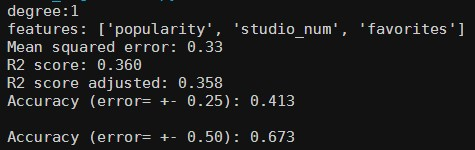 degree:1
features: ['popularity', 'studio_num', 'favorites']
Mean squared error: 0.33
R2 score: 0.360
R2 score adjusted: 0.358
Accuracy (error= +- 0.25): 0.413
Accuracy (error= +- 0.50): 0.673